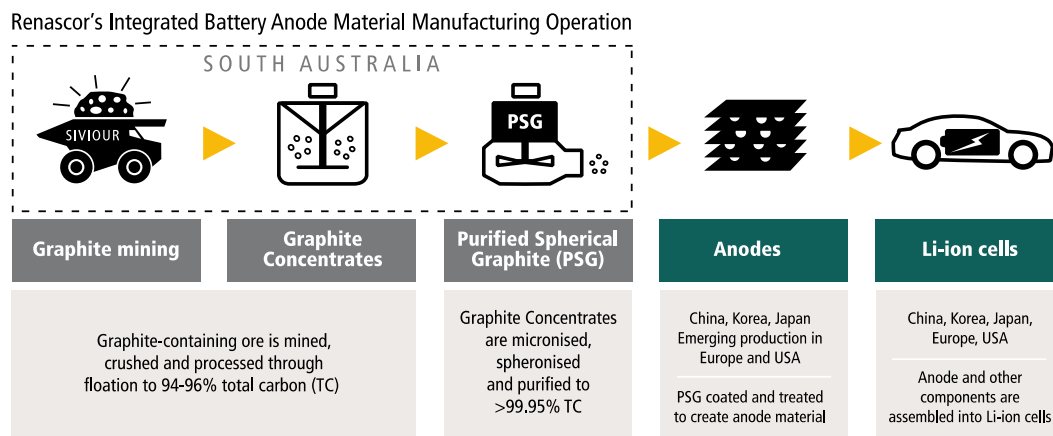 Renascor's Integrated Battery Anode Material Manufacturing Operation
SOUTH AUSTRALIA
SIVIOUR
PSG
Graphite mining
Graphite
Concentrates
Purified Spherical
Graphite (PSG)
Anodes
Li-ion cells
Graphite-containing ore is mined,
crushed and processed through
floation to 94-96% total carbon (TC)
Graphite Concentrates
are micronised,
spheronised
and purified to
>99.95% TC
China, Korea, Japan
Emerging production in
Europe and USA
PSG coated and treated
to create anode material
China, Korea, Japan,
Europe, USA
Anode and other
components are
assembled into Li-ion cells